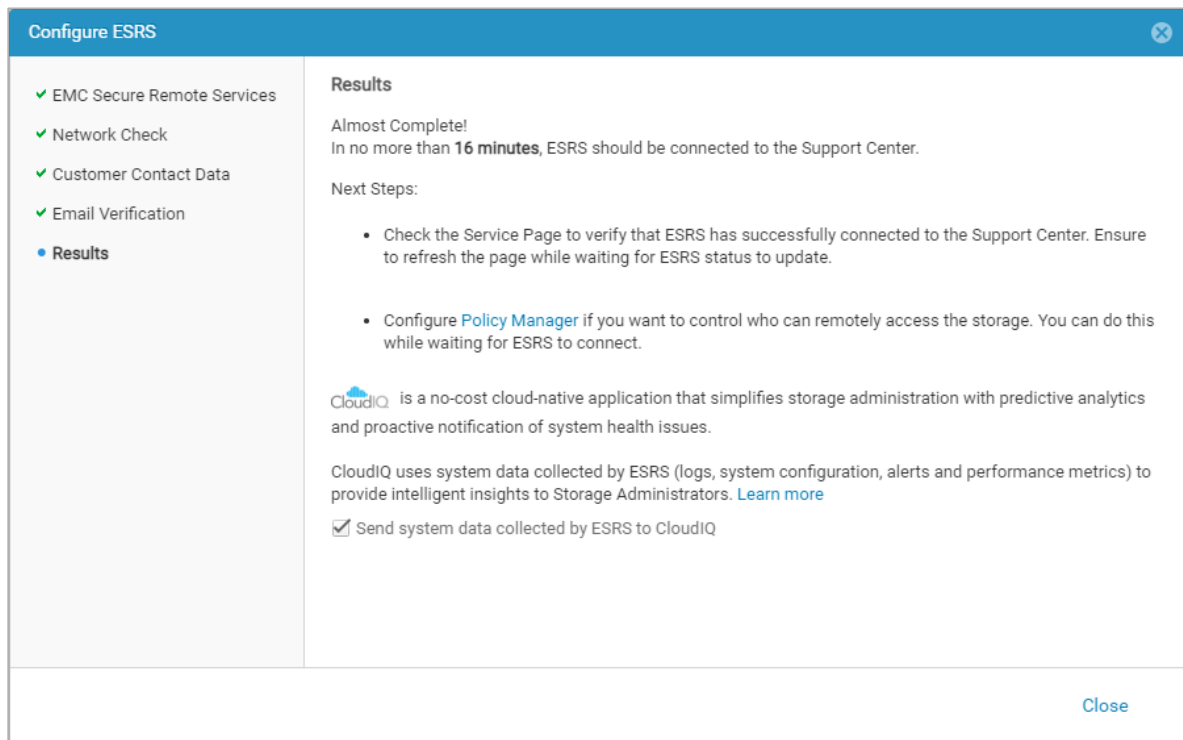 Configure ESRS
EMC Secure Remote Services
Network Check
Customer Contact Data
Email Verification
Results
Results
Almost Complete!
In no more than 16 minutes, ESRS should be connected to the Support Center.
Next Steps:
• Check the Service Page to verify that ESRS has successfully connected to the Support Center. Ensure
to refresh the page while waiting for ESRS status to update.
• Configure Policy Manager if you want to control who can remotely access the storage. You can do this
while waiting for ESRS to connect.
CloudIQ is a no-cost cloud-native application that simplifies storage administration with predictive analytics
and proactive notification of system health issues.
CloudIQ uses system data collected by ESRS (logs, system configuration, alerts and performance metrics) to
provide intelligent insights to Storage Administrators. Learn more
Send system data collected by ESRS to CloudIQ
Close